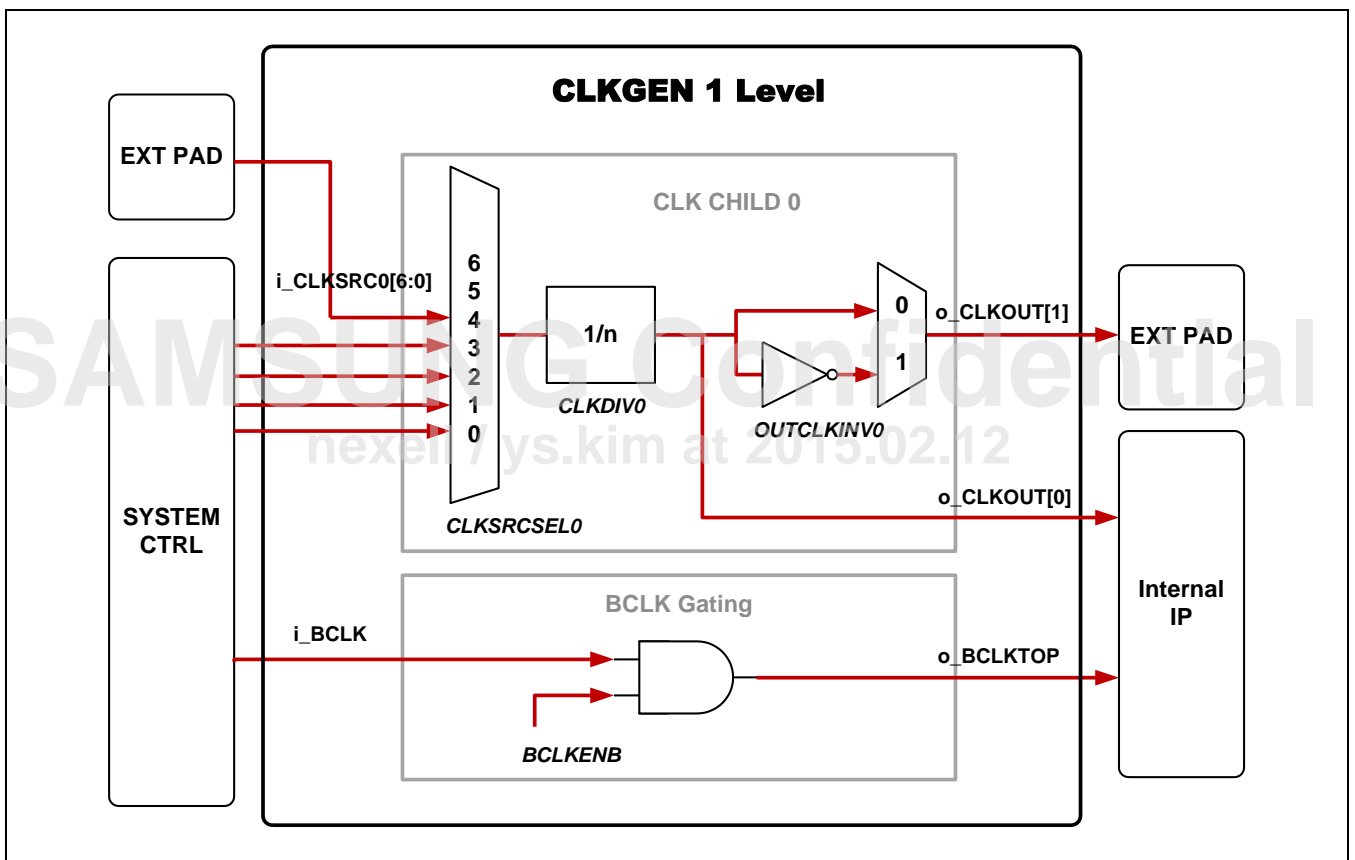 CLKGEN 1 Level
EXT PAD
CLK CHILD 0
i_CLKSRC0[6:0]
6
5
4
3
2
1
0
1/n
CLKDIV0
0
1
OUTCLKINV0
CLKSRCSEL0
o_CLKOUT[1]
EXT PAD
SAMSUNG Confidential
nexell / ys.kim at 2015.02.12
o_CLKOUT[0]
SYSTEM
CTRL
Internal
IP
BCLK Gating
i_BCLK
o_BCLKTOP
BCLKENB